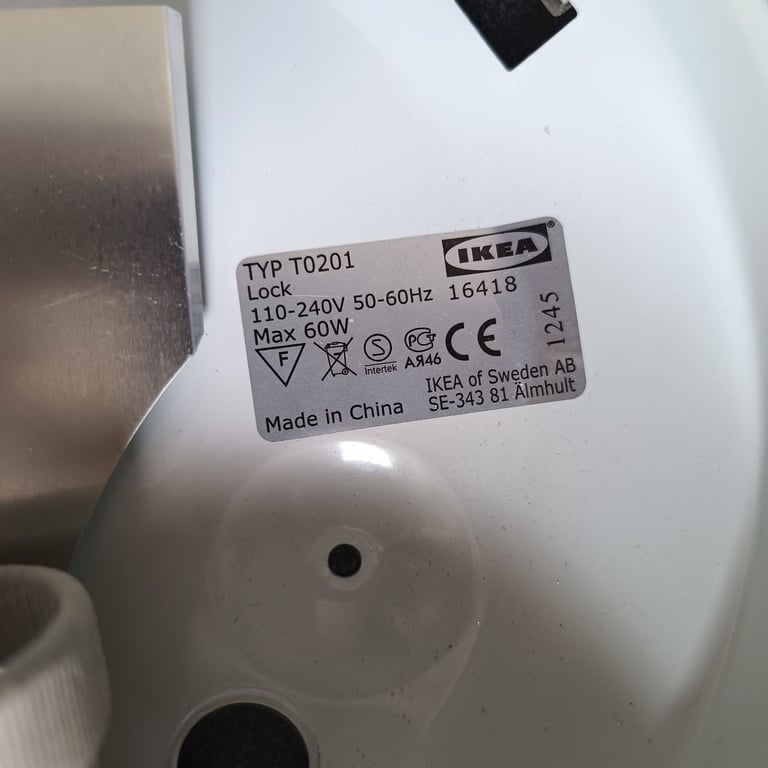 TYP T0201
IKEA®
Lock
110-240V 50-60Hz 16418
Max 60W
F
S
Intertek
РСТ
АЯ46
CE
1245
IKEA of Sweden AB
SE-343 81 Älmhult
Made in China